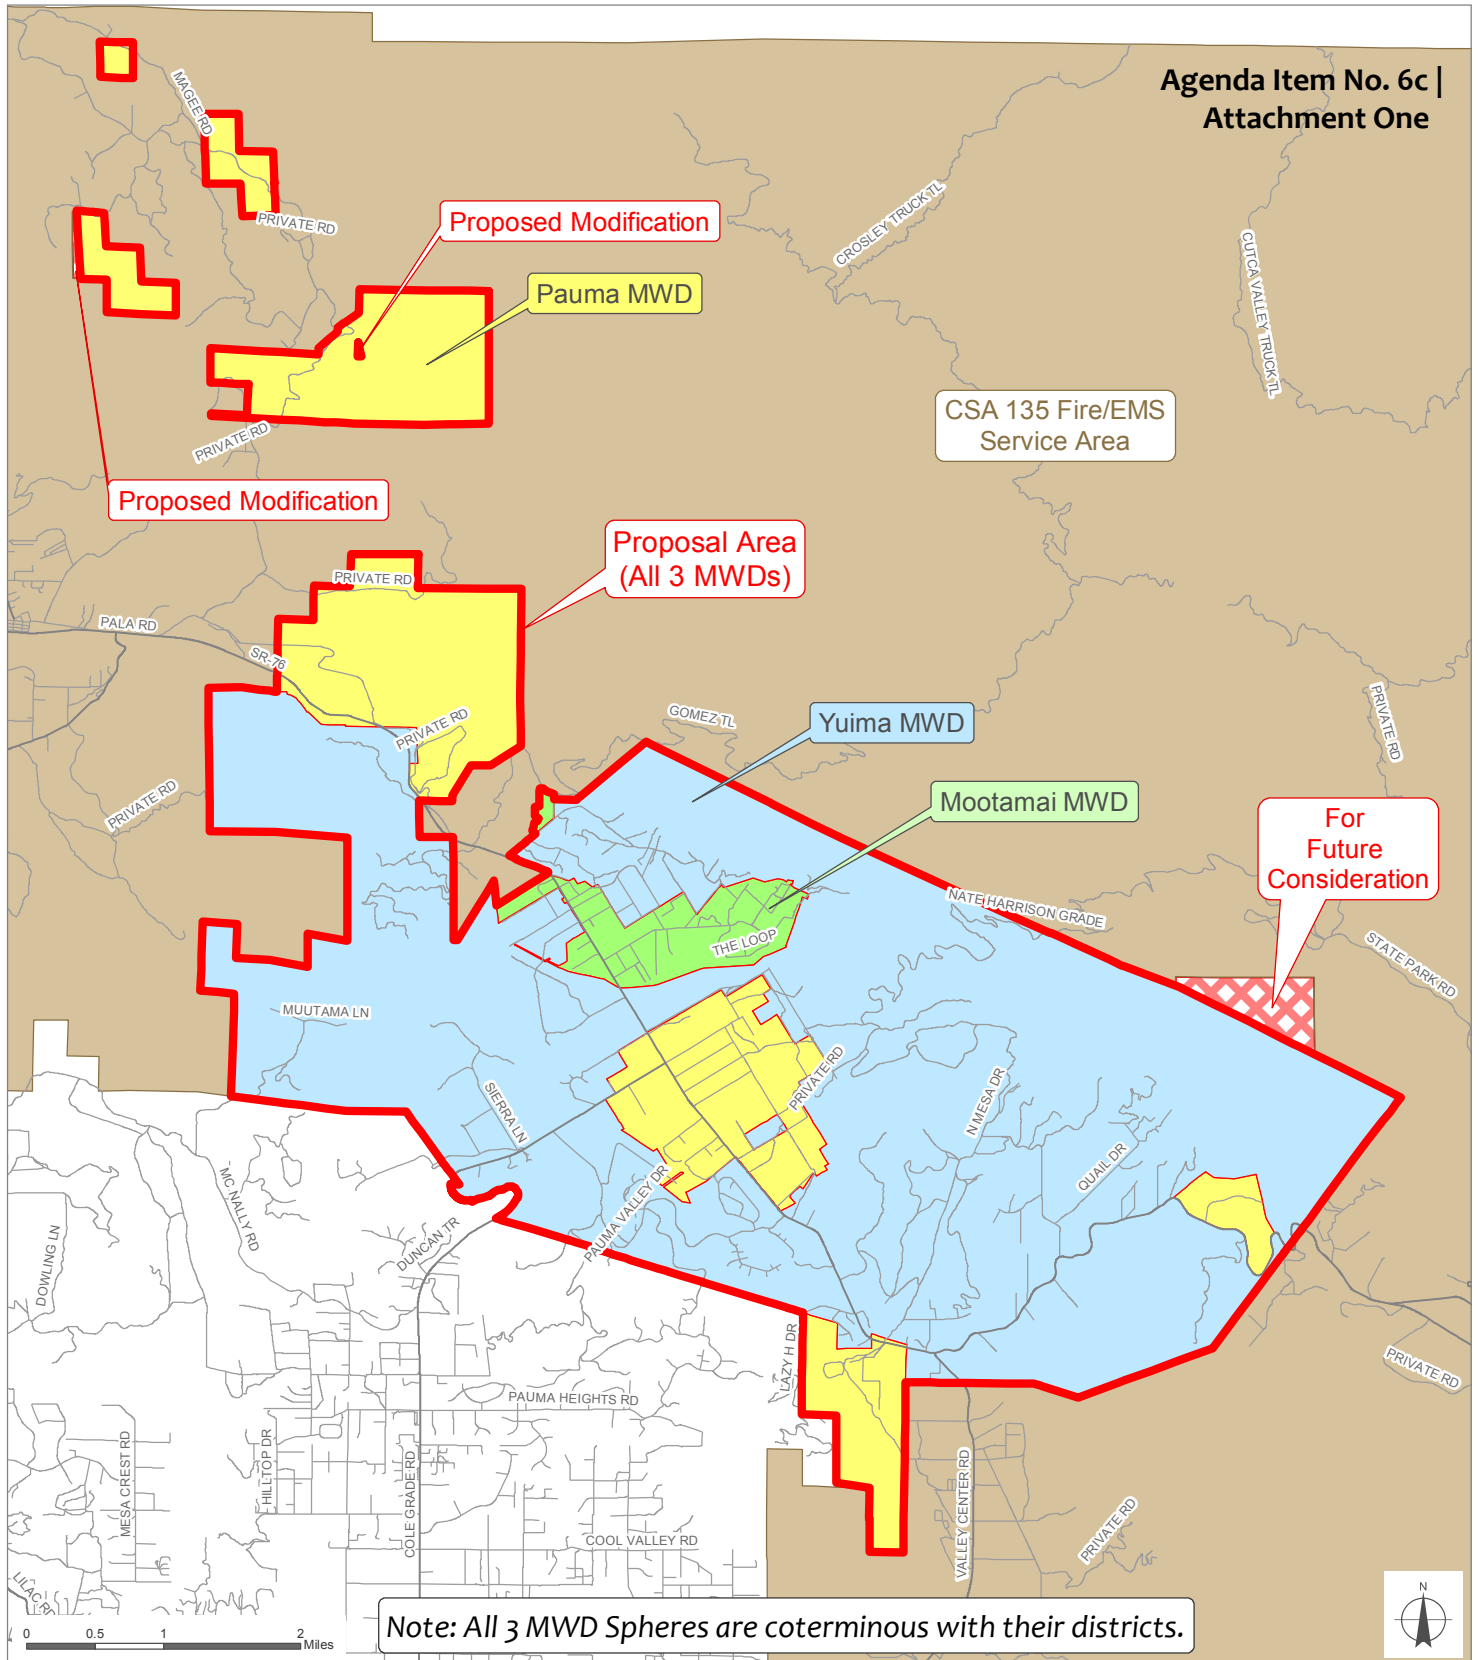 Agenda Item No. 6c |
Attachment One
MAGEE RD
PRIVATE RD
Proposed Modification
CROSLEY TRUCK TL
CUTCA VALLEY TRUCK TL
Pauma MWD
CSA 135 Fire/EMS
Service Area
PRIVATE RD
Proposed Modification
Proposal Area
(All 3 MWDs)
PRIVATE RD
PALA RD
SR-76
PRIVATE RD
GOMEZ TL
Yuima MWD
PRIVATE RD
PRIVATE RD
Mootamai MWD
For
Future
Consideration
NATE HARRISON GRADE
THE LOOP
STATE PARK RD
MUUTAMA LN
SIERRA LN
PRIVATE RD
N MESA DR
QUAIL DR
MC NALLY RD
PAUMA VALLEY DR
DUNCAN TR
DOWLING LN
LAZY H DR
PRIVATE RD
PAUMA HEIGHTS RD
MESA CREST RD
HILLTOP DR
COLE GRADE RD
VALLEY CENTER RD
PRIVATE RD
COOL VALLEY RD
LILAC RD
Note: All 3 MWD Spheres are coterminous with their districts.
0 0.5 1 2
Miles
N